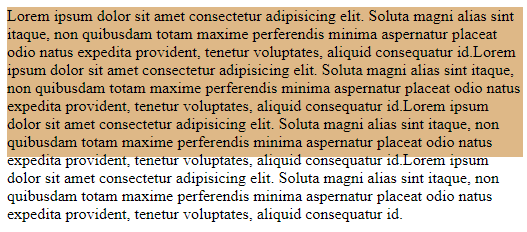 Lorem ipsum dolor sit amet consectetur adipisicing elit. Soluta magni alias sint
itaque, non quibusdam totam maxime perferendis minima aspernatur placeat
odio natus expedita provident, tenetur voluptates, aliquid consequatur id.Lorem
ipsum dolor sit amet consectetur adipisicing elit. Soluta magni alias sint itaque,
non quibusdam totam maxime perferendis minima aspernatur placeat odio natus
expedita provident, tenetur voluptates, aliquid consequatur id.Lorem ipsum
dolor sit amet consectetur adipisicing elit. Soluta magni alias sint itaque, non
quibusdam totam maxime perferendis minima aspernatur placeat odio natus
expedita provident, tenetur voluptates, aliquid consequatur id.Lorem ipsum
dolor sit amet consectetur adipisicing elit. Soluta magni alias sint itaque, non
quibusdam totam maxime perferendis minima aspernatur placeat odio natus
expedita provident, tenetur voluptates, aliquid consequatur id.